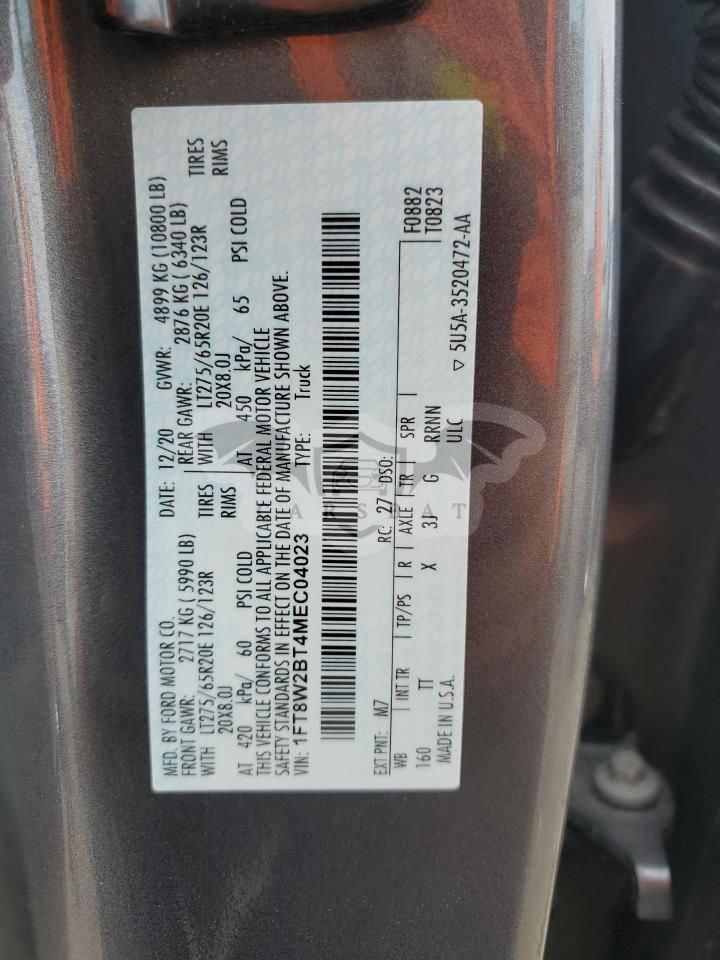 MFD. BY FORD MOTOR CO.
DATE: 12/20
GVWR: 4899 KG (10800 LB)
FRONT GAWR: 2717 KG ( 5990 LB)
REAR GAWR: 2876 KG ( 6340 LB)
WITH LT275/65R20E 126/123R TIRES
WITH LT275/65R20E 126/123R TIRES
20X8.0J RIMS
20X8.0J RIMS
AT 420 kPa/ 60 PSI COLD
AT 450 kPa/ 65 PSI COLD
THIS VEHICLE CONFORMS TO ALL APPLICABLE FEDERAL MOTOR VEHICLE
SAFETY STANDARDS IN EFFECT ON THE DATE OF MANUFACTURE SHOWN ABOVE.
VIN: 1FT8W2BT4MEC04023
TYPE: Truck
EXT PNT: M7 RC: 27 DSO: F0882
WB INT TR TP/PS R AXLE TR SPR T0823
160 TT X 3J G RRNN
MADE IN U.S.A. ULC
▽ 5U5A-3520472-AA